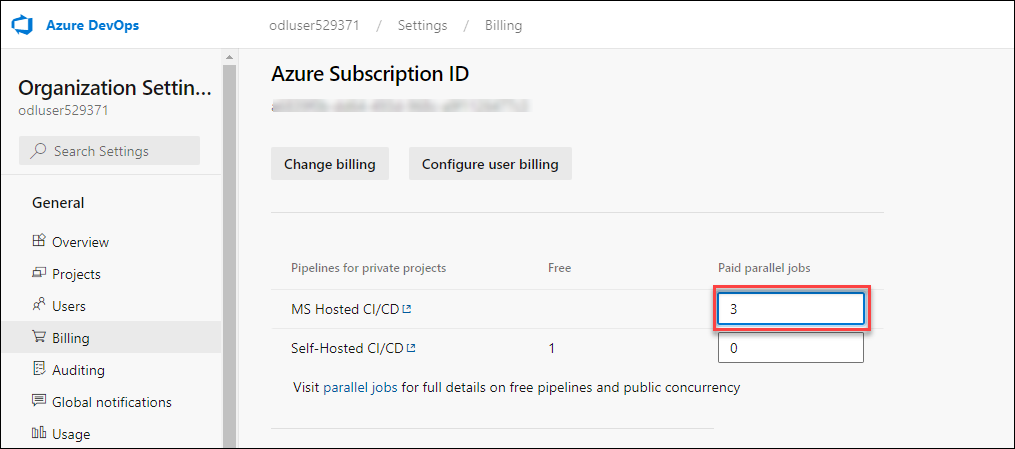 Azure DevOps
odluser529371 / Settings / Billing
Organization Settin...
odluser529371
Search Settings
General
Overview
Projects
Users
Billing
Auditing
Global notifications
Usage
Azure Subscription ID
Change billing
Configure user billing
Pipelines for private projects Free Paid parallel jobs
MS Hosted CI/CD 3
Self-Hosted CI/CD 1 0
Visit parallel jobs for full details on free pipelines and public concurrency